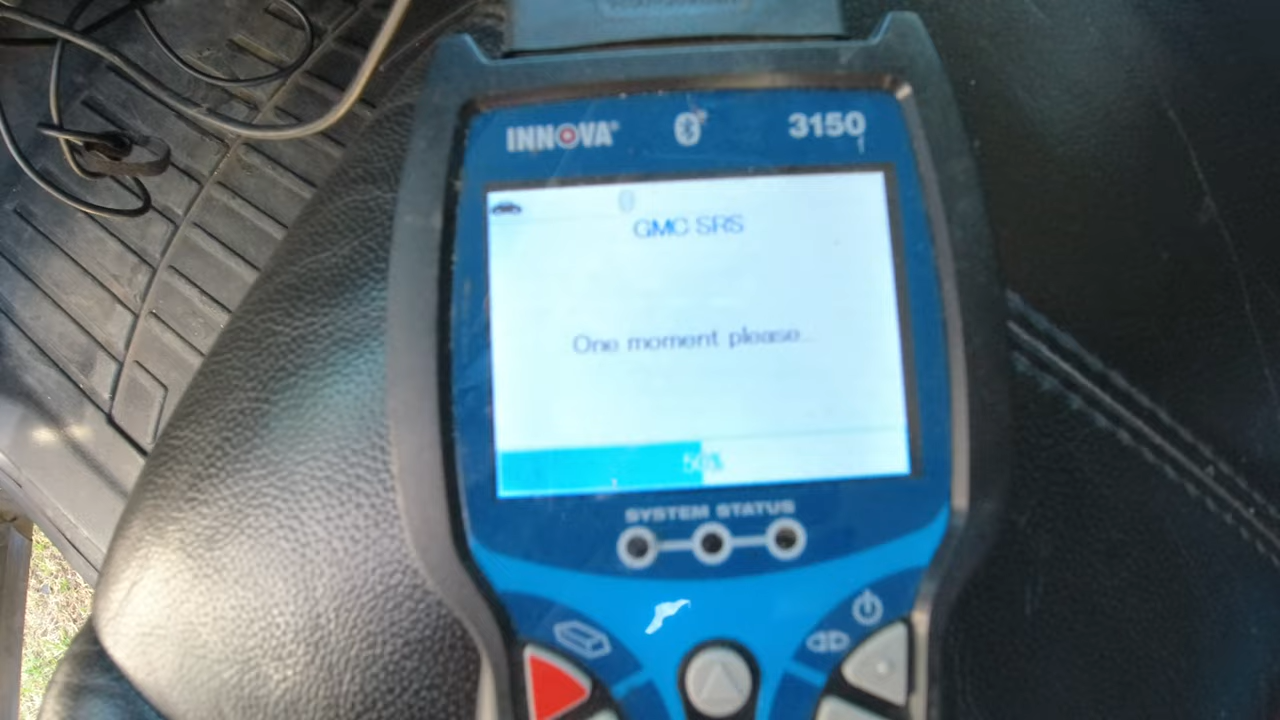 INNOVA® 3150
GMC SRS
One moment please...
50%
SYSTEM STATUS